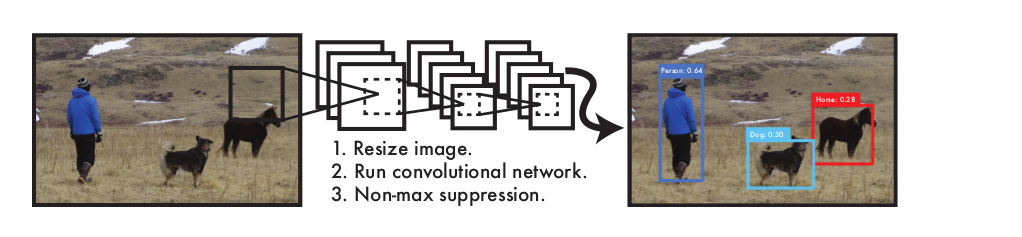 1. Resize image.
2. Run convolutional network.
3. Non-max suppression.
Person: 0.64
Horse: 0.28
Dog: 0.30